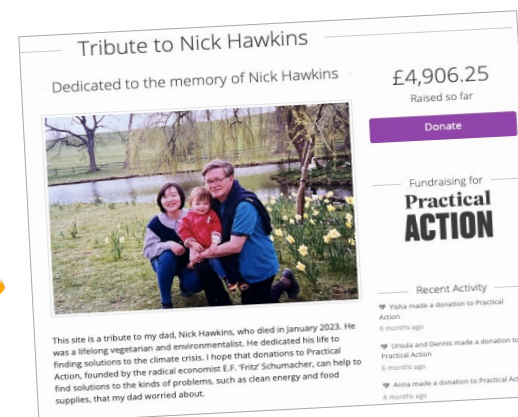 Tribute to Nick Hawkins
Dedicated to the memory of Nick Hawkins
£4,906.25
Raised so far
Donate
Fundraising for
Practical
ACTION
Recent Activity
Yisha made a donation to Practical
Action
6 months ago
Ursula and Dennis made a donation to
Practical Action
6 months ago
Anna made a donation to Practical Act
6 months ago
This site is a tribute to my dad, Nick Hawkins, who died in January 2023. He
was a lifelong vegetarian and environmentalist. He dedicated his life to
finding solutions to the climate crisis. I hope that donations to Practical
Action, founded by the radical economist E.F. ‘Fritz’ Schumacher, can help to
find solutions to the kinds of problems, such as clean energy and food
supplies, that my dad worried about.